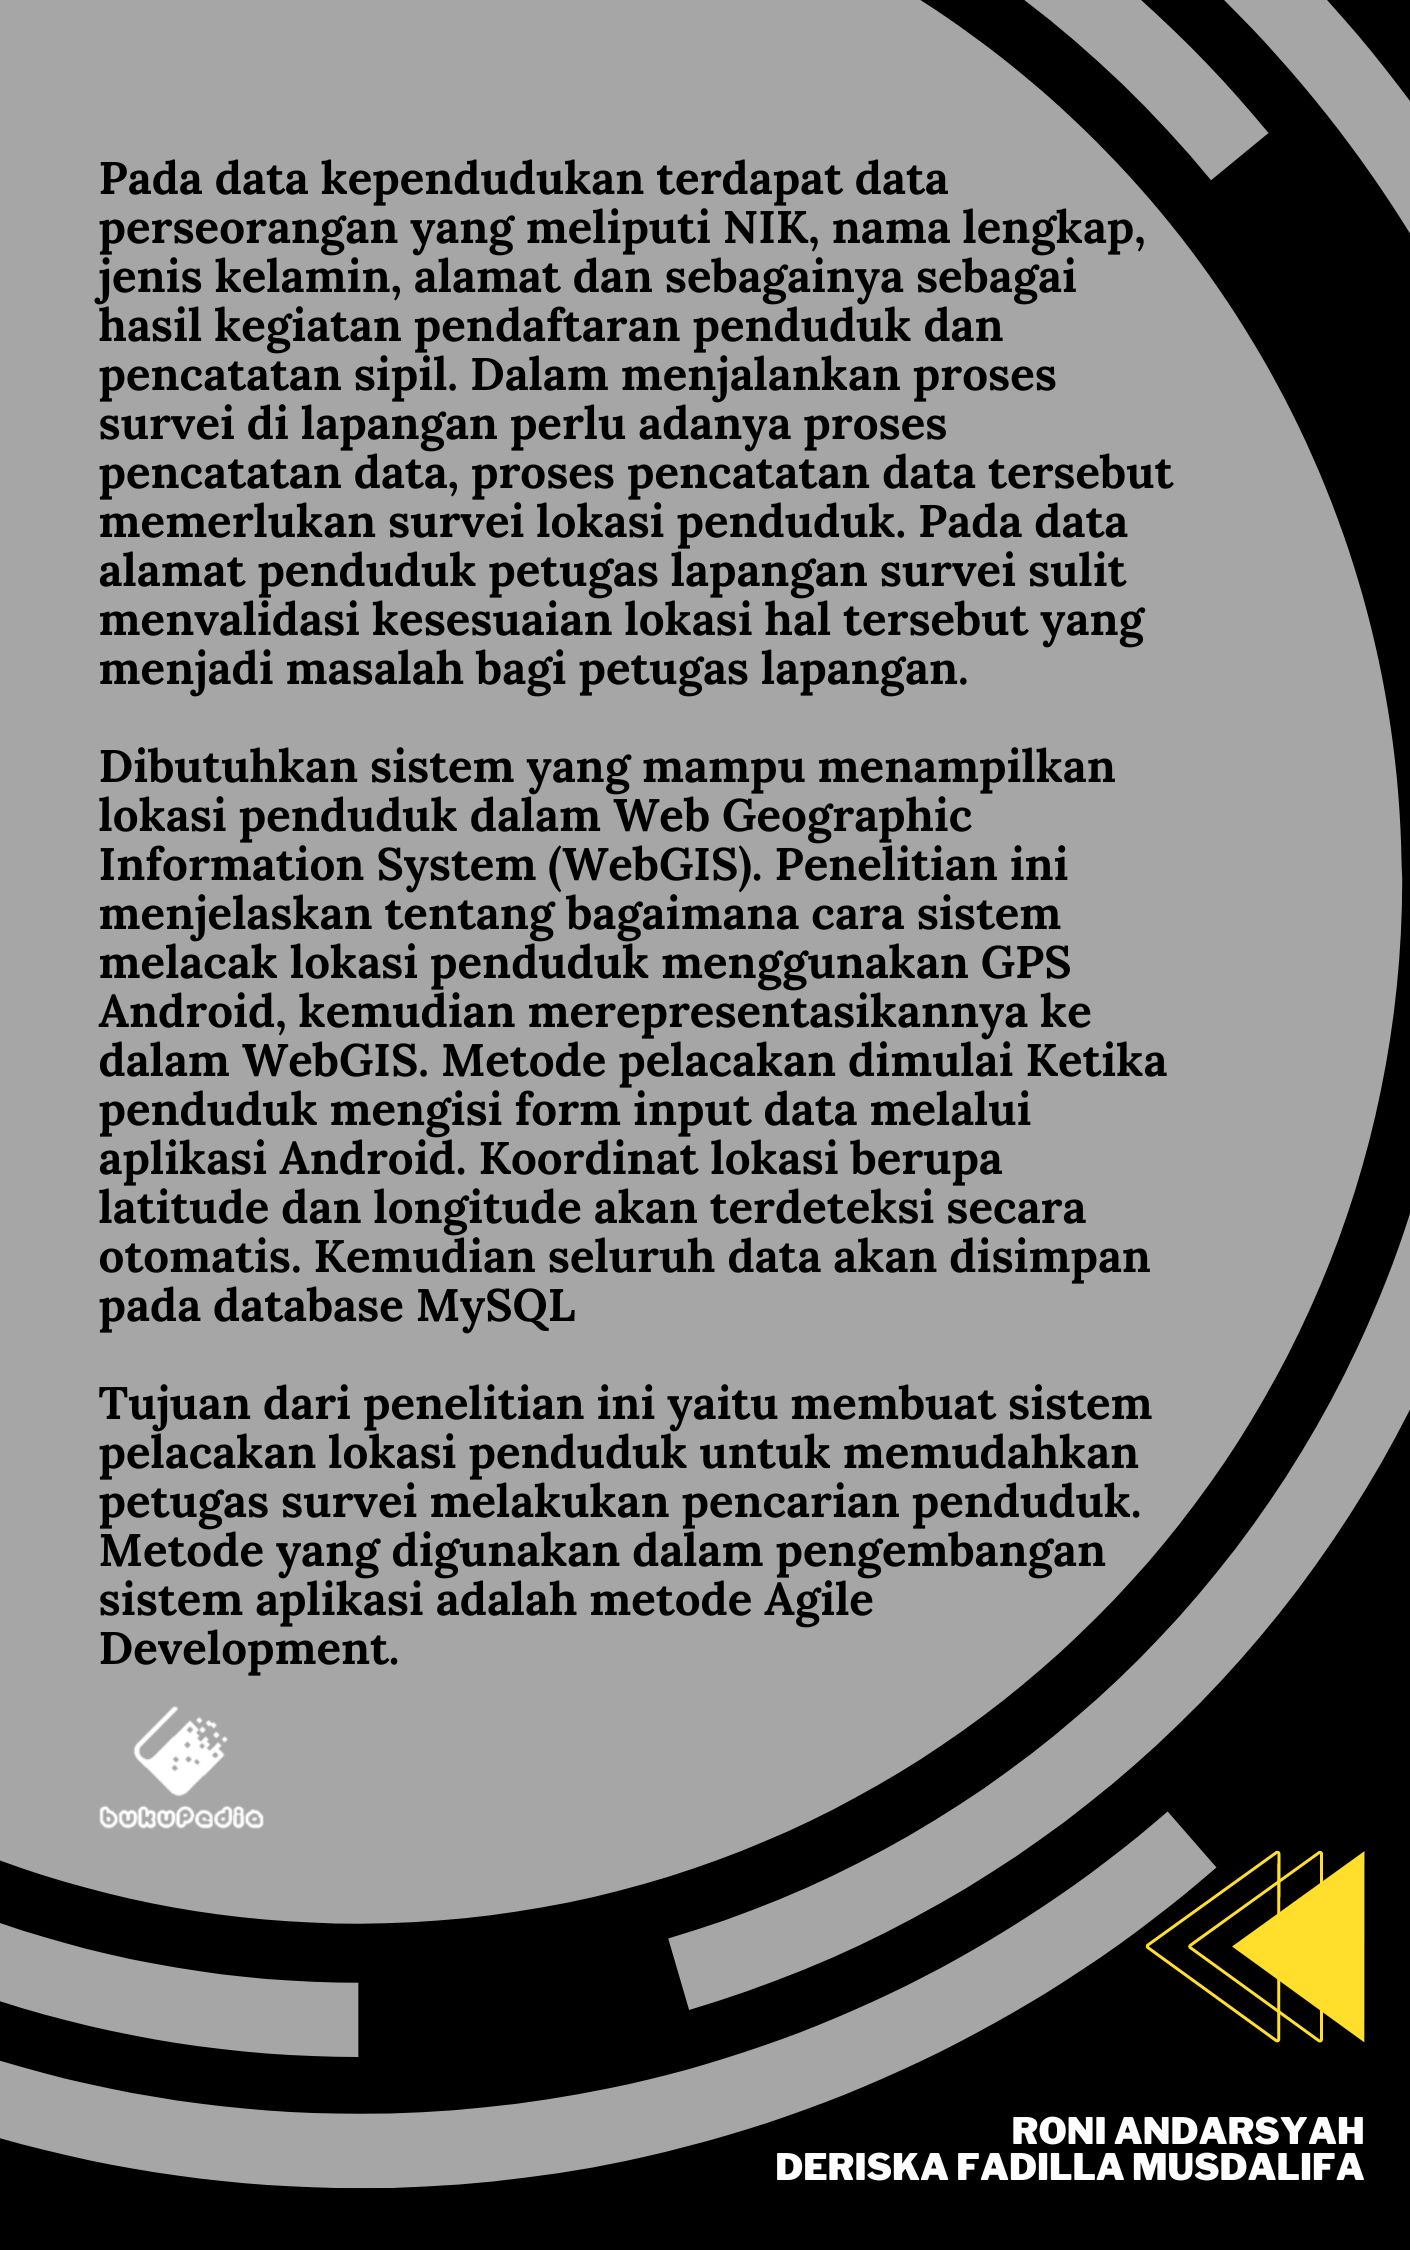 Pada data kependudukan terdapat data
perseorangan yang meliputi NIK, nama lengkap,
jenis kelamin, alamat dan sebagainya sebagai
hasil kegiatan pendaftaran penduduk dan
pencatatan sipil. Dalam menjalankan proses
survei di lapangan perlu adanya proses
pencatatan data, proses pencatatan data tersebut
memerlukan survei lokasi penduduk. Pada data
alamat penduduk petugas lapangan survei sulit
menvalidasi kesesuaian lokasi hal tersebut yang
menjadi masalah bagi petugas lapangan.
Dibutuhkan sistem yang mampu menampilkan
lokasi penduduk dalam Web Geographic
Information System (WebGIS). Penelitian ini
menjelaskan tentang bagaimana cara sistem
melacak lokasi penduduk menggunakan GPS
Android, kemudian merepresentasikannya ke
dalam WebGIS. Metode pelacakan dimulai Ketika
penduduk mengisi form input data melalui
aplikasi Android. Koordinat lokasi berupa
latitude dan longitude akan terdeteksi secara
otomatis. Kemudian seluruh data akan disimpan
pada database MySQL
Tujuan dari penelitian ini yaitu membuat sistem
pelacakan lokasi penduduk untuk memudahkan
petugas survei melakukan pencarian penduduk.
Metode yang digunakan dalam pengembangan
sistem aplikasi adalah metode Agile
Development.
bukuPedia
RONI ANDARSYAH
DERISKA FADILLA MUSDALIFA